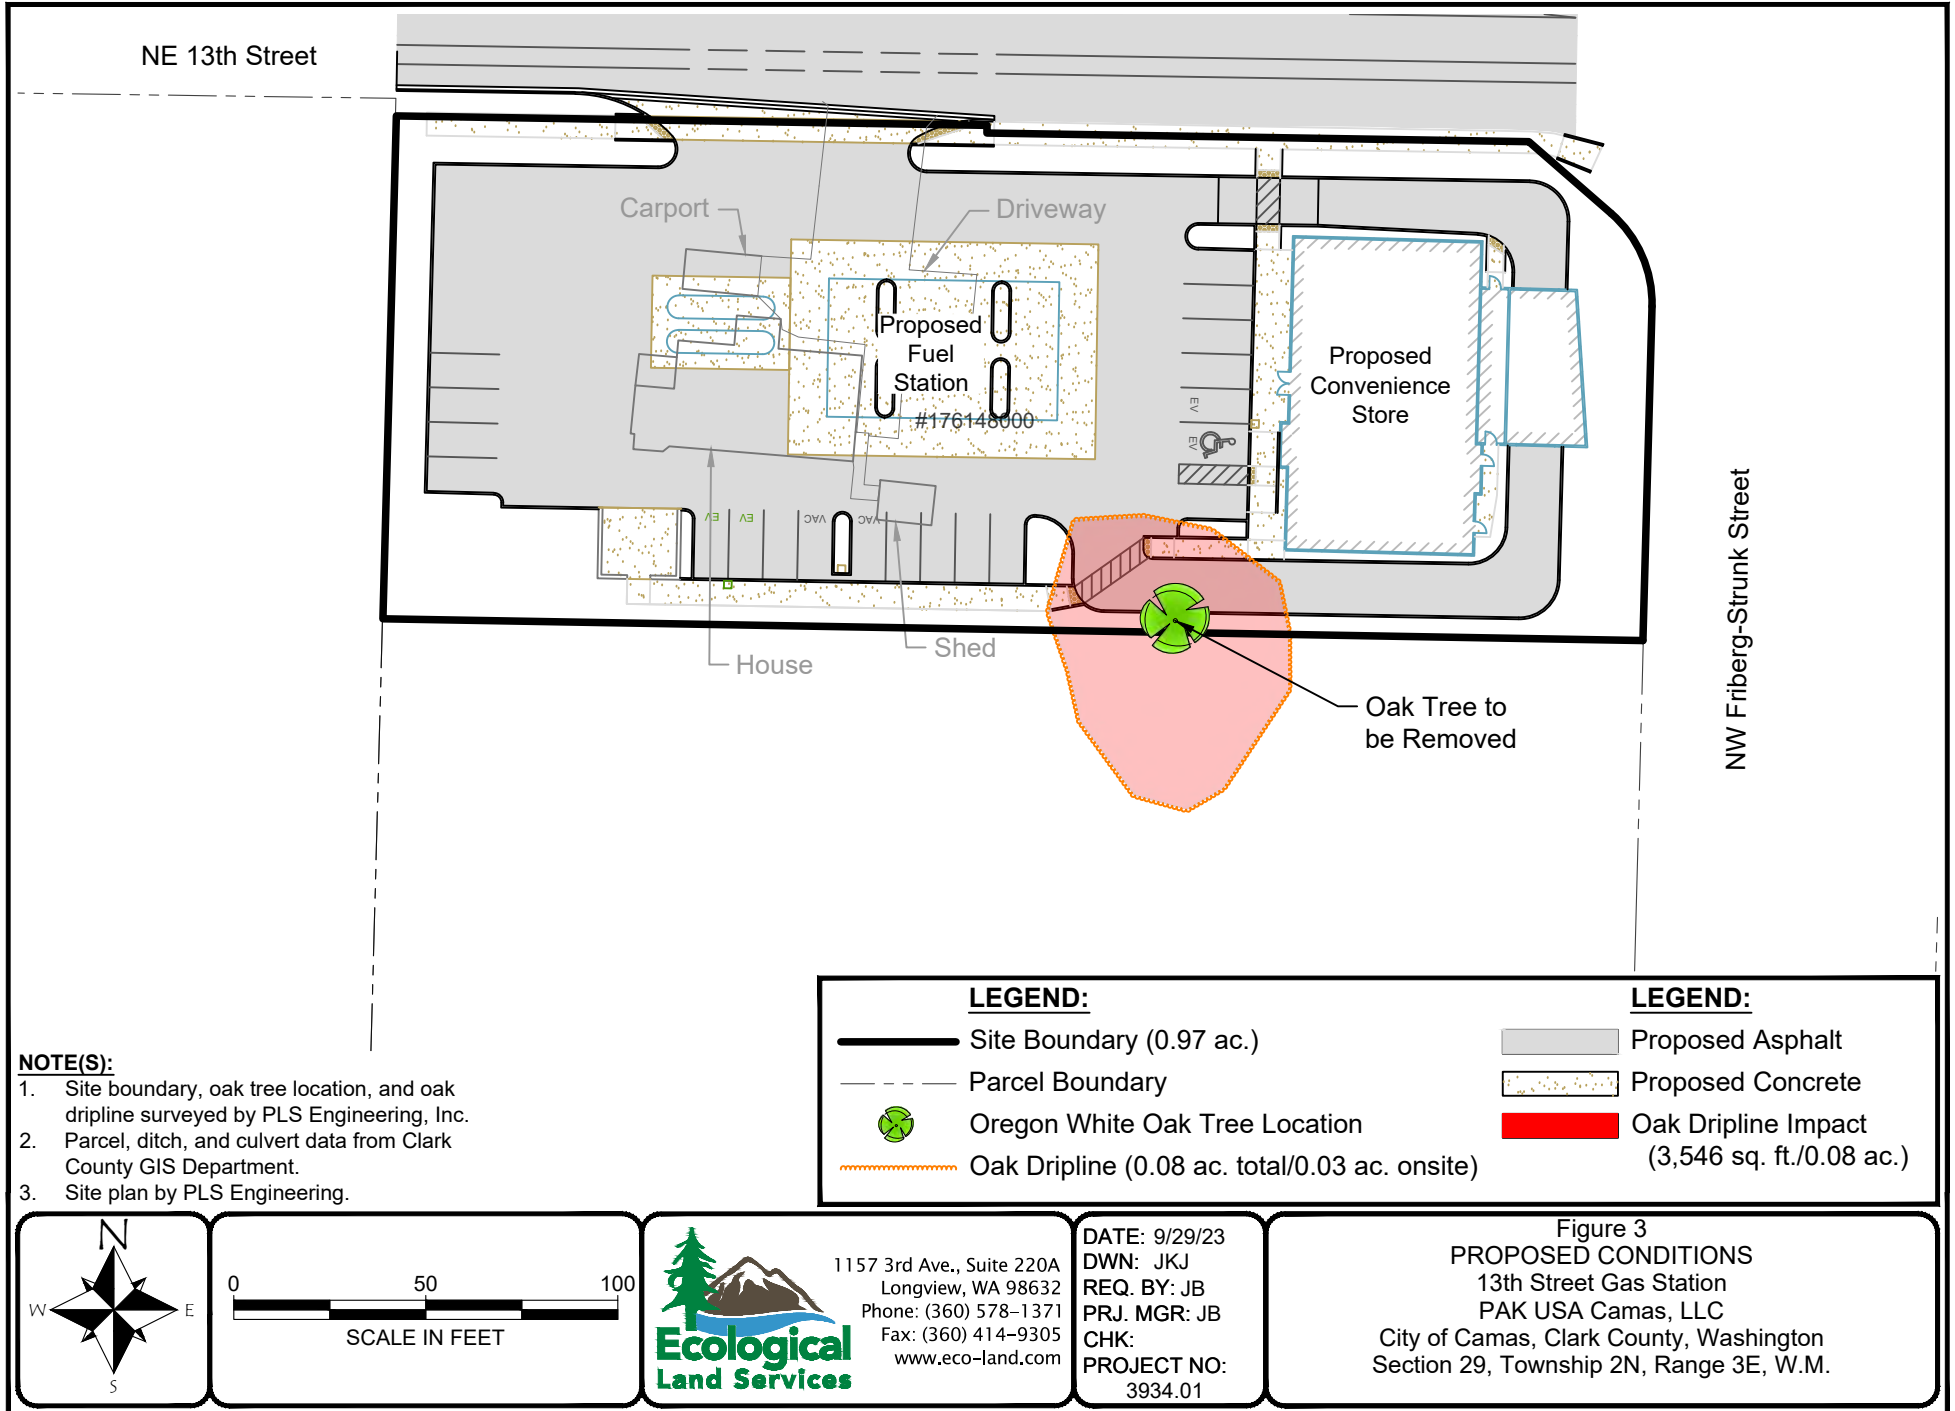 NE 13th Street
Carport
Driveway
Proposed
Fuel
Station
#176148000
Proposed
Convenience
Store
EV
EV
EV
EV
VAC
VAC
House
Shed
Oak Tree to
be Removed
NW Friberg-Strunk Street
NOTE(S):
1. Site boundary, oak tree location, and oak
dripline surveyed by PLS Engineering, Inc.
2. Parcel, ditch, and culvert data from Clark
County GIS Department.
3. Site plan by PLS Engineering.
LEGEND:
Site Boundary (0.97 ac.)
Parcel Boundary
Oregon White Oak Tree Location
Oak Dripline (0.08 ac. total/0.03 ac. onsite)
LEGEND:
Proposed Asphalt
Proposed Concrete
Oak Dripline Impact
(3,546 sq. ft./0.08 ac.)
N
W
E
S
0 50 100
SCALE IN FEET
Ecological
Land Services
1157 3rd Ave., Suite 220A
Longview, WA 98632
Phone: (360) 578-1371
Fax: (360) 414-9305
www.eco-land.com
DATE: 9/29/23
DWN: JKJ
REQ. BY: JB
PRJ. MGR: JB
CHK:
PROJECT NO:
3934.01
Figure 3
PROPOSED CONDITIONS
13th Street Gas Station
PAK USA Camas, LLC
City of Camas, Clark County, Washington
Section 29, Township 2N, Range 3E, W.M.